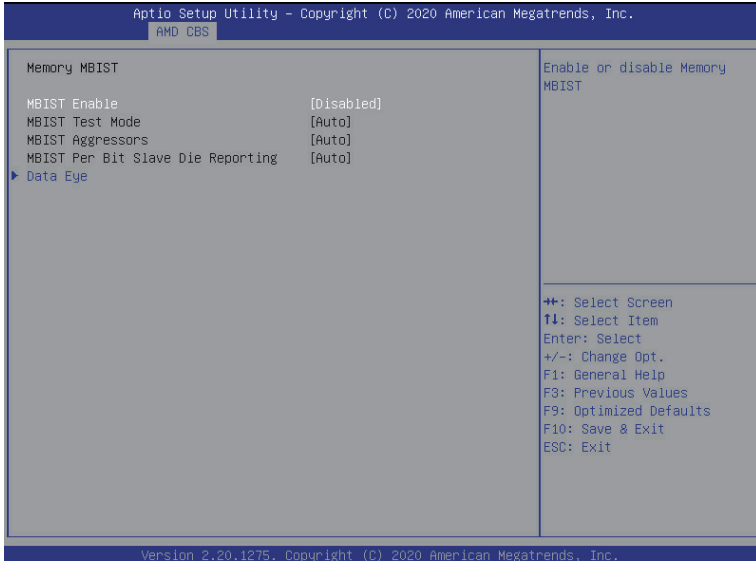 Aptio Setup Utility – Copyright (C) 2020 American Megatrends, Inc.
AMD CBS
Memory MBIST
MBIST Enable [Disabled]
MBIST Test Mode [Auto]
MBIST Aggressors [Auto]
MBIST Per Bit Slave Die Reporting [Auto]
Data Eye
Enable or disable Memory
MBIST
→←: Select Screen
↑↓: Select Item
Enter: Select
+/-: Change Opt.
F1: General Help
F3: Previous Values
F9: Optimized Defaults
F10: Save & Exit
ESC: Exit
Version 2.20.1275. Copyright (C) 2020 American Megatrends, Inc.